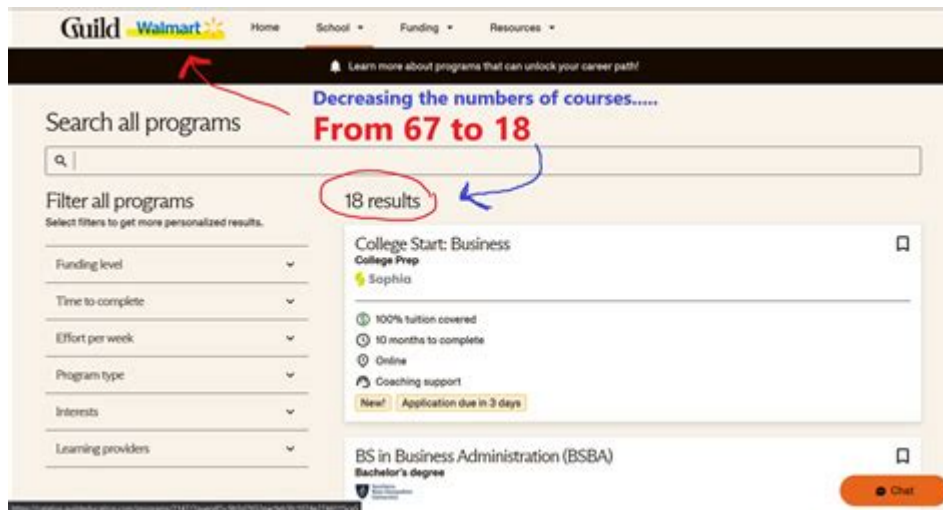 Guild Walmart Home School Funding Resources
Learn more about programs that can unlock your career path!
Decreasing the numbers of courses.....
From 67 to 18
Search all programs
Filter all programs
Select filters to get more personalized results.
Funding level
Time to complete
Effort per week
Program type
Interests
Learning providers
18 results
College Start: Business
College Prep
Sophia
100% tuition covered
10 months to complete
Online
Coaching support
New! Application due in 3 days
BS in Business Administration (BSBA)
Bachelor's degree
Chat